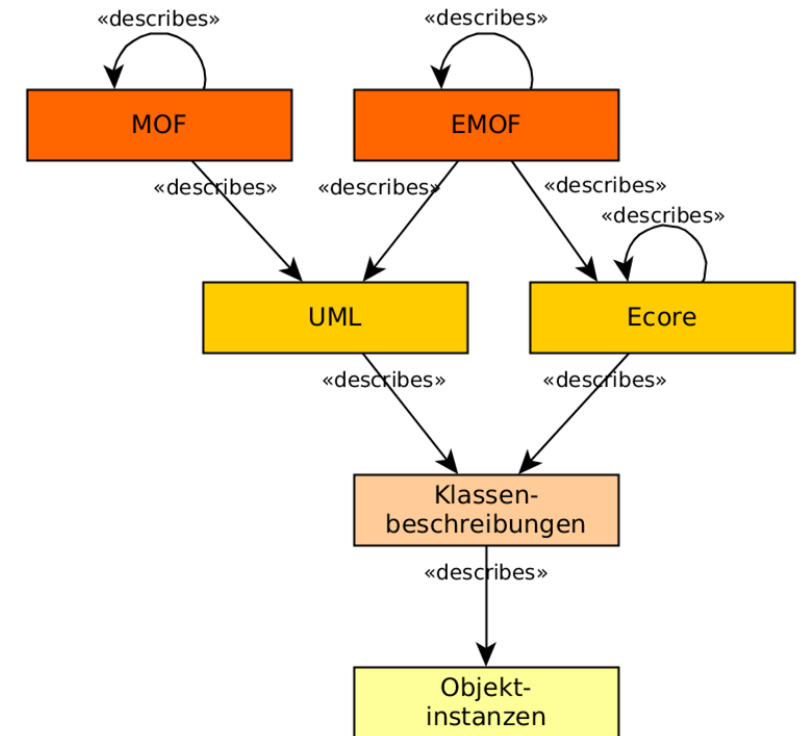 «describes»
«describes»
MOF
EMOF
«describes»
«describes»
«describes»
«describes»
UML
Ecore
«describes»
«describes»
Klassen-
beschreibungen
«describes»
Objekt-
instanzen